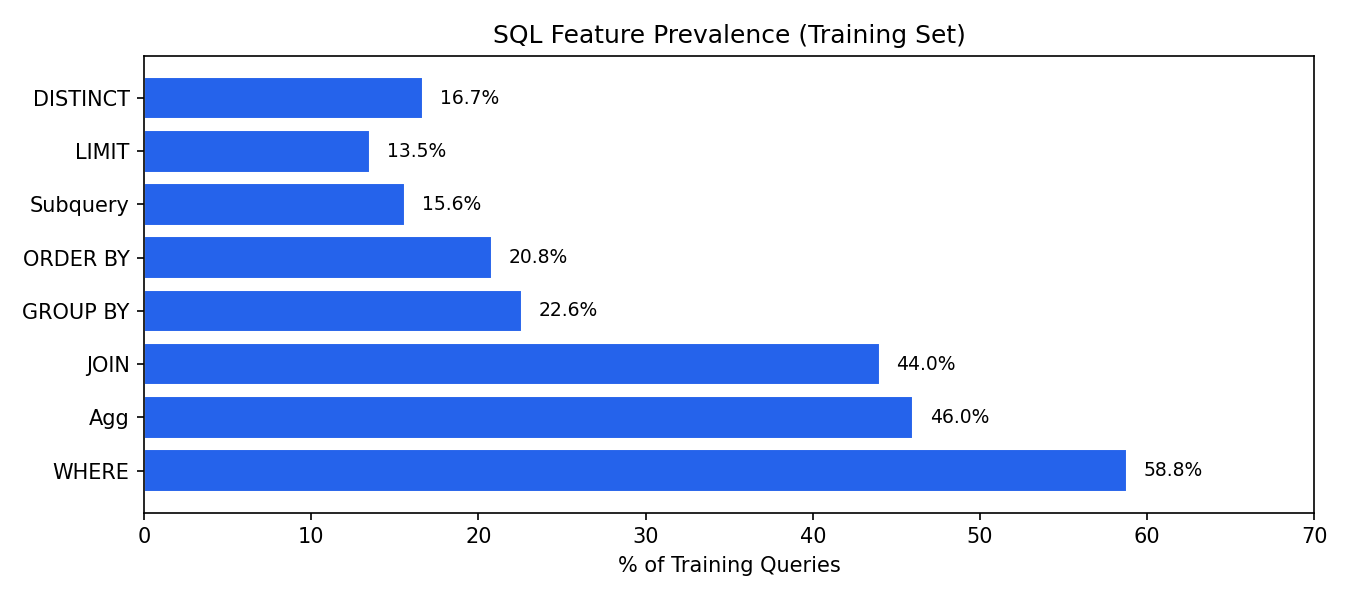 SQL Feature Prevalence (Training Set)
DISTINCT 16.7%
LIMIT 13.5%
Subquery 15.6%
ORDER BY 20.8%
GROUP BY 22.6%
JOIN 44.0%
Agg 46.0%
WHERE 58.8%
0 10 20 30 40 50 60 70
% of Training Queries